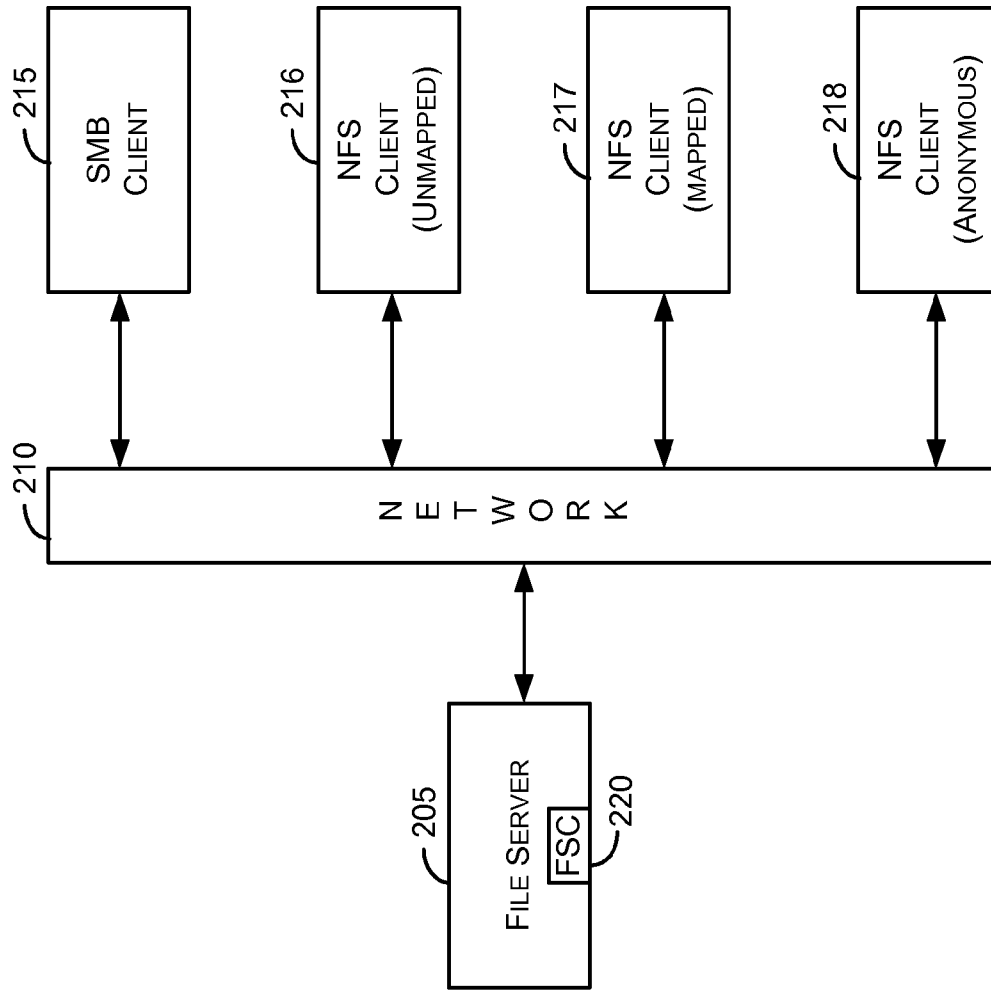 215
SMB
CLIENT
216
NFS
CLIENT
(UNMAPPED)
217
NFS
CLIENT
(MAPPED)
218
NFS
CLIENT
(ANONYMOUS)
210
NETWORK
205
FILE SERVER
FSC
220